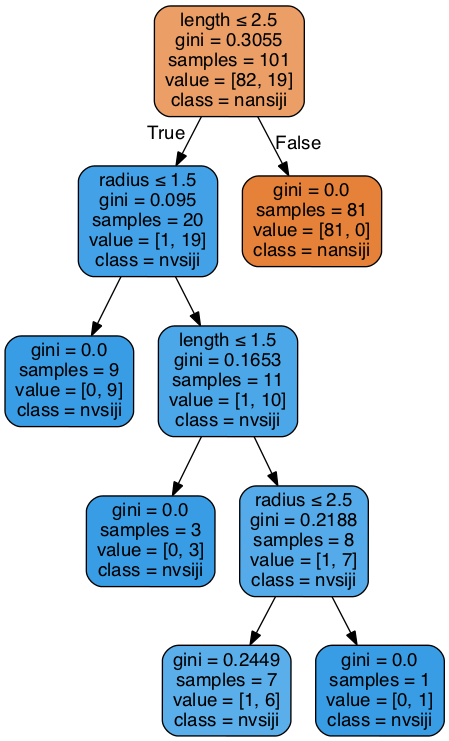 length ≤ 2.5
gini = 0.3055
samples = 101
value = [82, 19]
class = nansiji
True
False
radius ≤ 1.5
gini = 0.095
samples = 20
value = [1, 19]
class = nvsiji
gini = 0.0
samples = 81
value = [81, 0]
class = nansiji
gini = 0.0
samples = 9
value = [0, 9]
class = nvsiji
length ≤ 1.5
gini = 0.1653
samples = 11
value = [1, 10]
class = nvsiji
gini = 0.0
samples = 3
value = [0, 3]
class = nvsiji
radius ≤ 2.5
gini = 0.2188
samples = 8
value = [1, 7]
class = nvsiji
gini = 0.2449
samples = 7
value = [1, 6]
class = nvsiji
gini = 0.0
samples = 1
value = [0, 1]
class = nvsiji